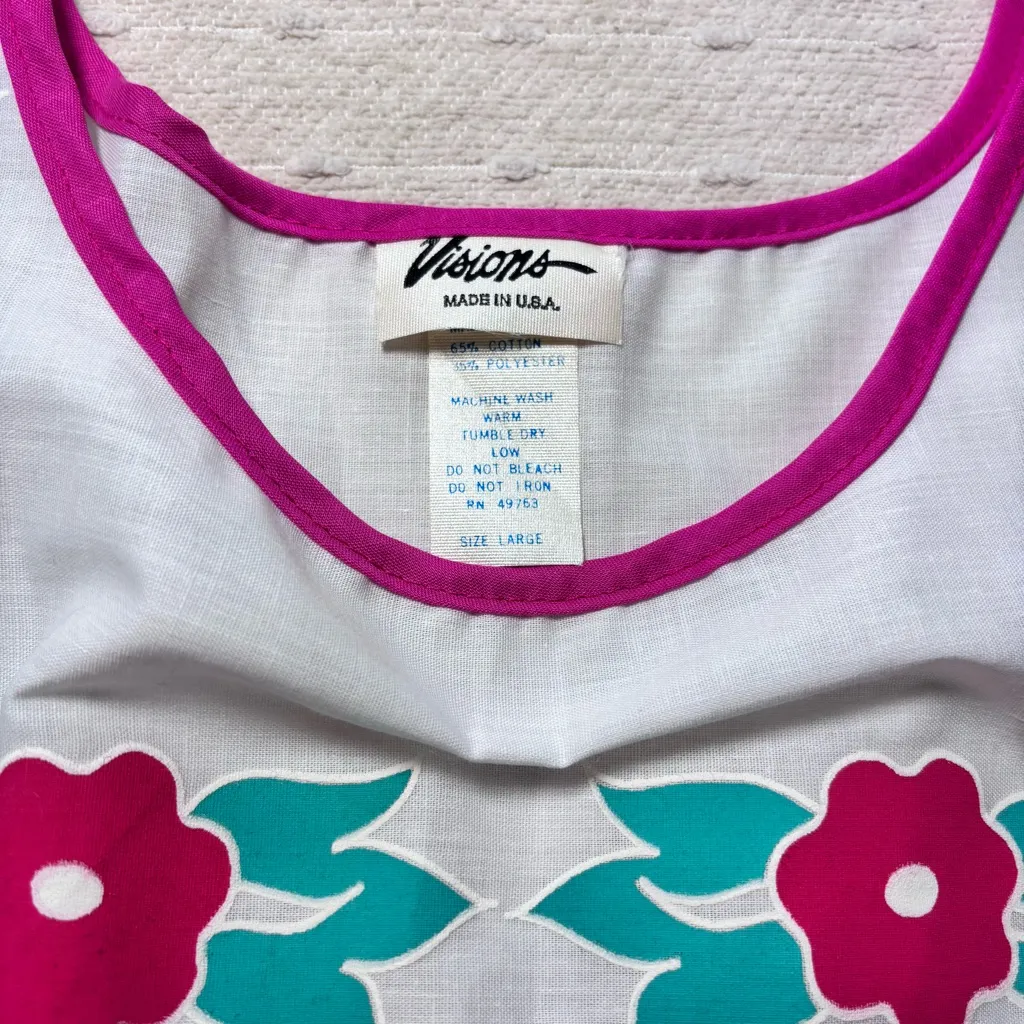 Visions
MADE IN U.S.A.
65% COTTON
35% POLYESTER
MACHINE WASH
WARM
TUMBLE DRY
LOW
DO NOT BLEACH
DO NOT IRON
RN 49763
SIZE LARGE